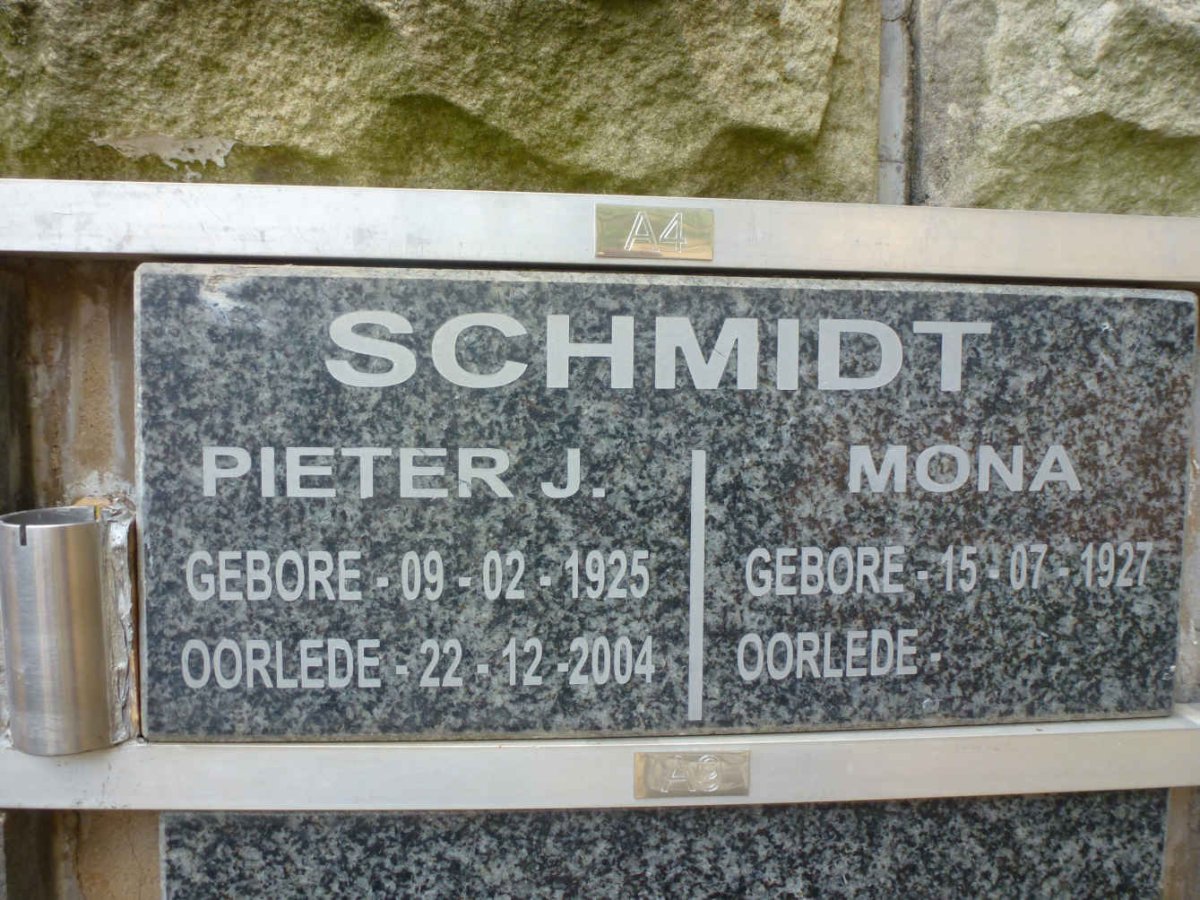 A4
SCHMIDT
PIETER J.
GEBORE - 09 - 02 - 1925
OORLEDE - 22 - 12 -2004
MONA
GEBORE - 15 - 07 - 1927
OORLEDE -